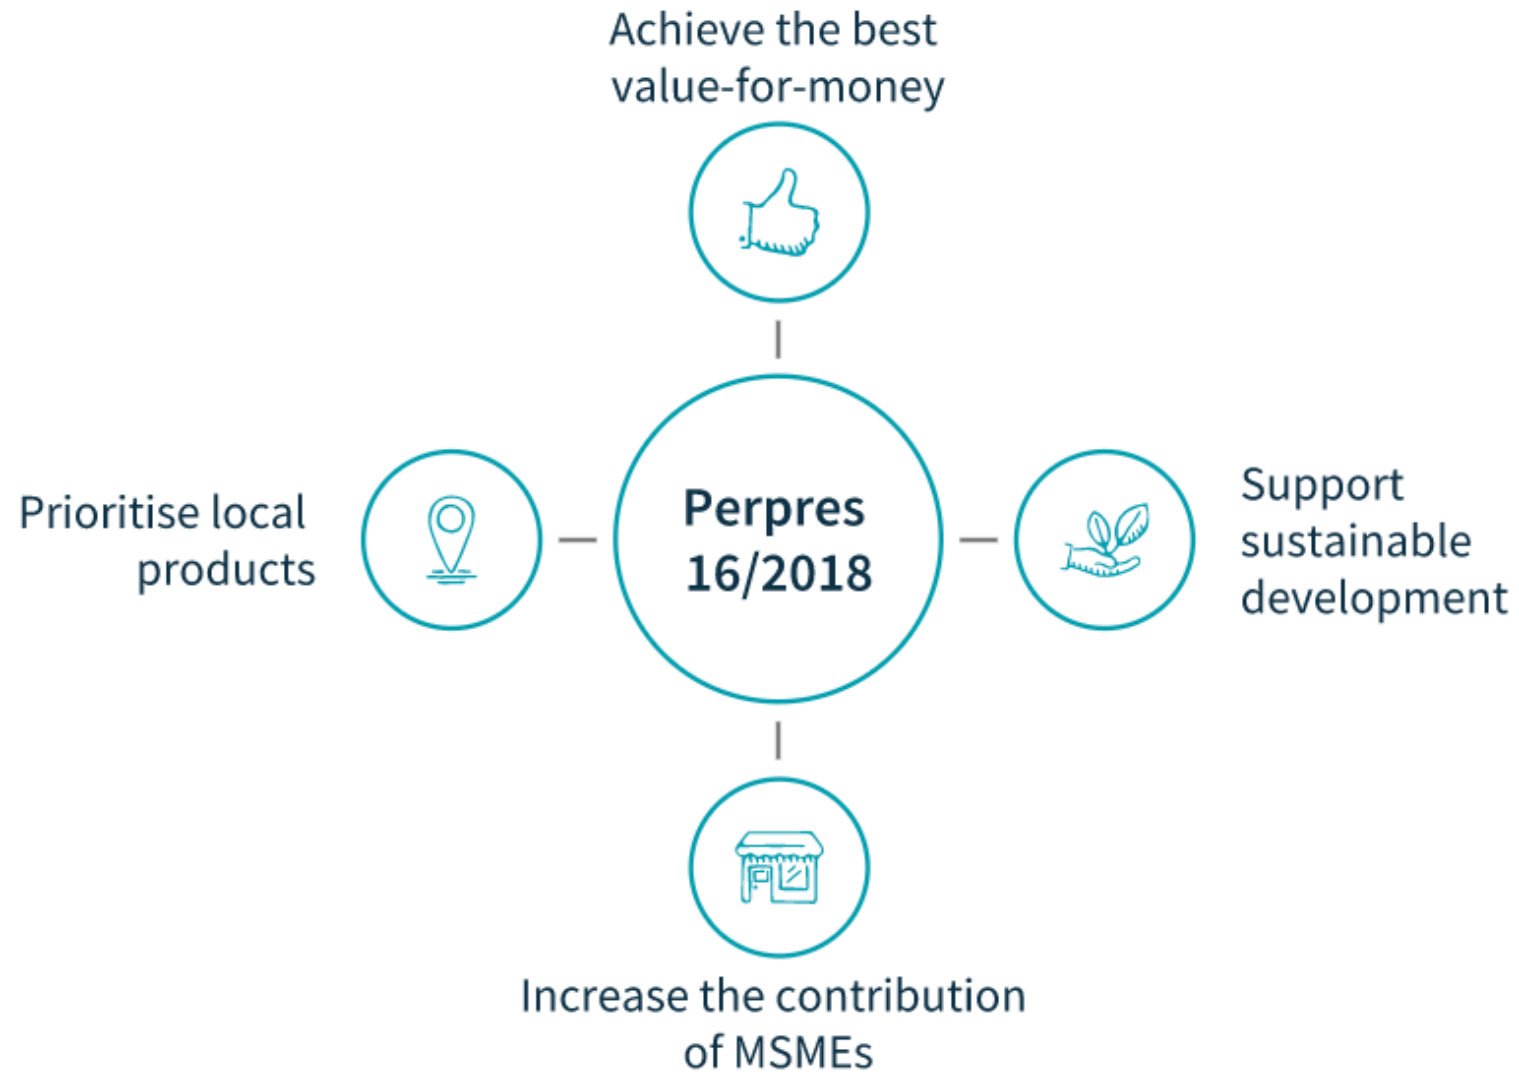 Achieve the best
value-for-money
Prioritise local
products
Perpres
16/2018
Support
sustainable
development
Increase the contribution
of MSMEs